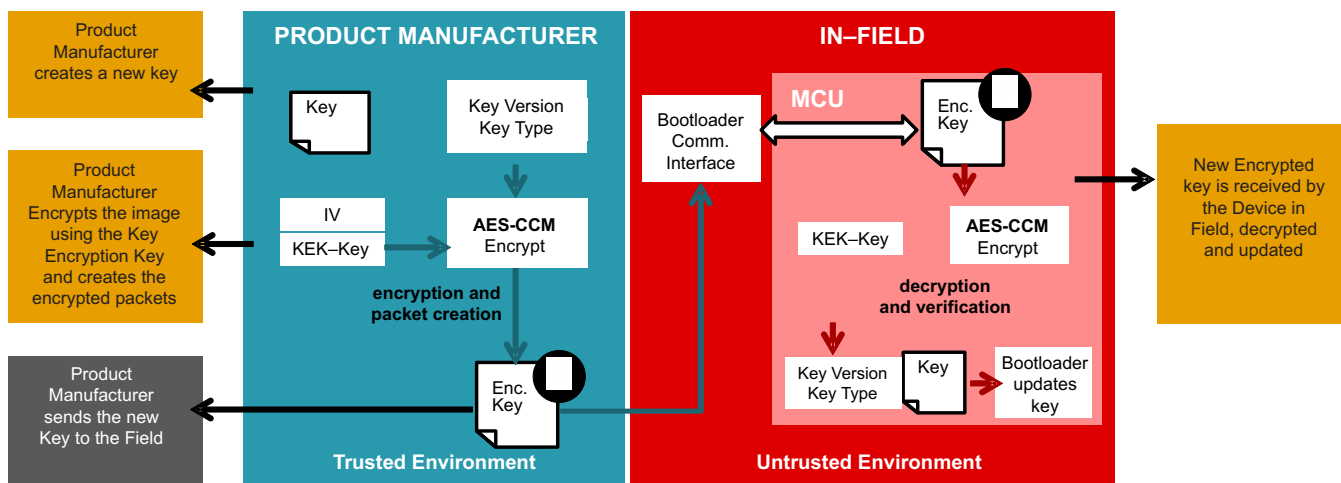 Product
Manufacturer
creates a new key
Product
Manufacturer
Encrypts the image
using the Key
Encryption Key
and creates the
encrypted packets
Product
Manufacturer
sends the new
Key to the Field
PRODUCT MANUFACTURER
Key
Key Version
Key Type
IV
KEK–Key
AES-CCM
Encrypt
encryption and
packet creation
Enc.
Key
Trusted Environment
IN–FIELD
Bootloader
Comm.
Interface
MCU
Enc.
Key
KEK–Key
AES-CCM
Encrypt
decryption
and verification
Key Version
Key Type
Key
Bootloader
updates
key
Untrusted Environment
New Encrypted
key is received by
the Device in
Field, decrypted
and updated